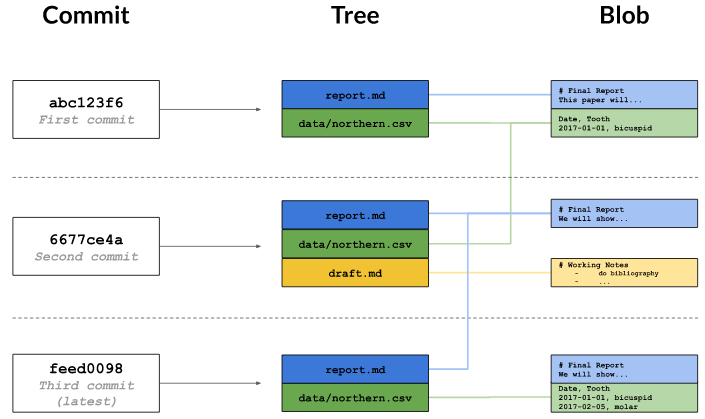 Commit Tree Blob
abc123f6
First commit
report.md
data/northern.csv
# Final Report
This paper will...
Date, Tooth
2017-01-01, bicuspid
6677ce4a
Second commit
report.md
data/northern.csv
draft.md
# Final Report
We will show...
# Working Notes
- do bibliography
- ...
feed0098
Third commit
(latest)
report.md
data/northern.csv
# Final Report
We will show...
Date, Tooth
2017-01-01, bicuspid
2017-02-05, molar